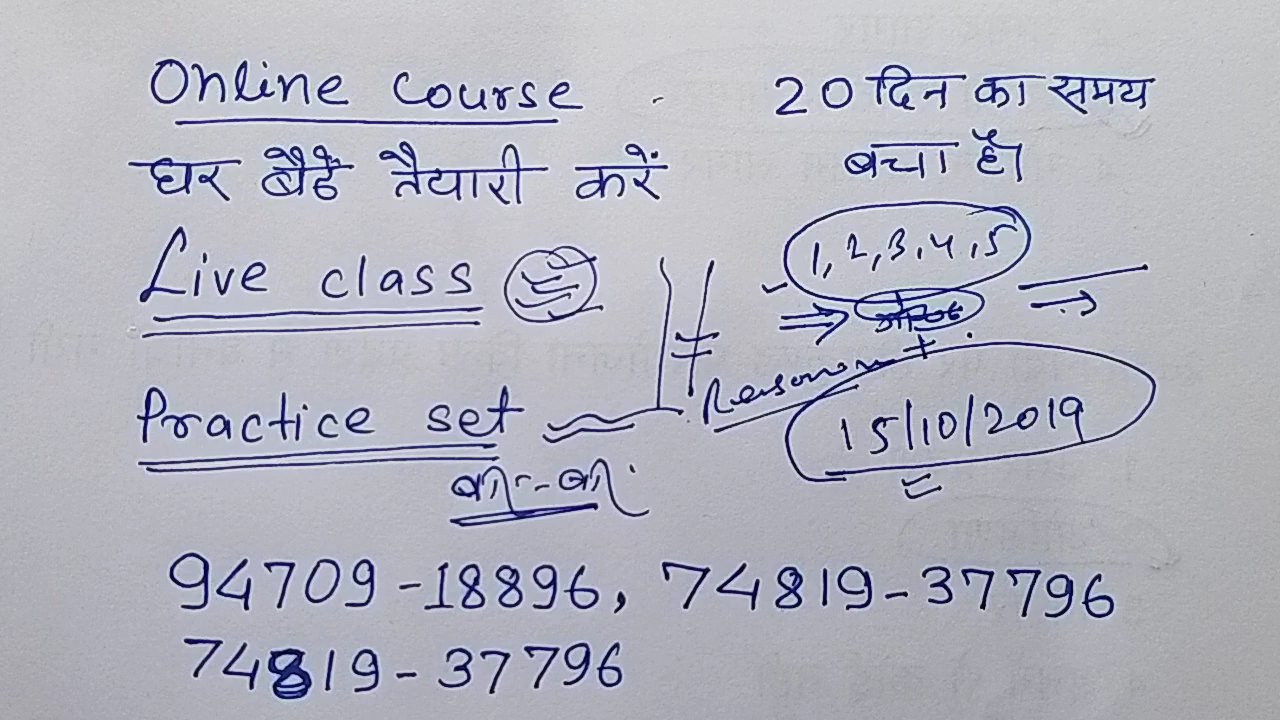 Online course
20 दिन का समय
घर बैठें तैयारी करें
बचा है।
Live class
1, 2, 3, 4, 5
Reasoning +
Practice set
15/10/2019
बार-बार
94709-18896, 74819-37796
74819-37796